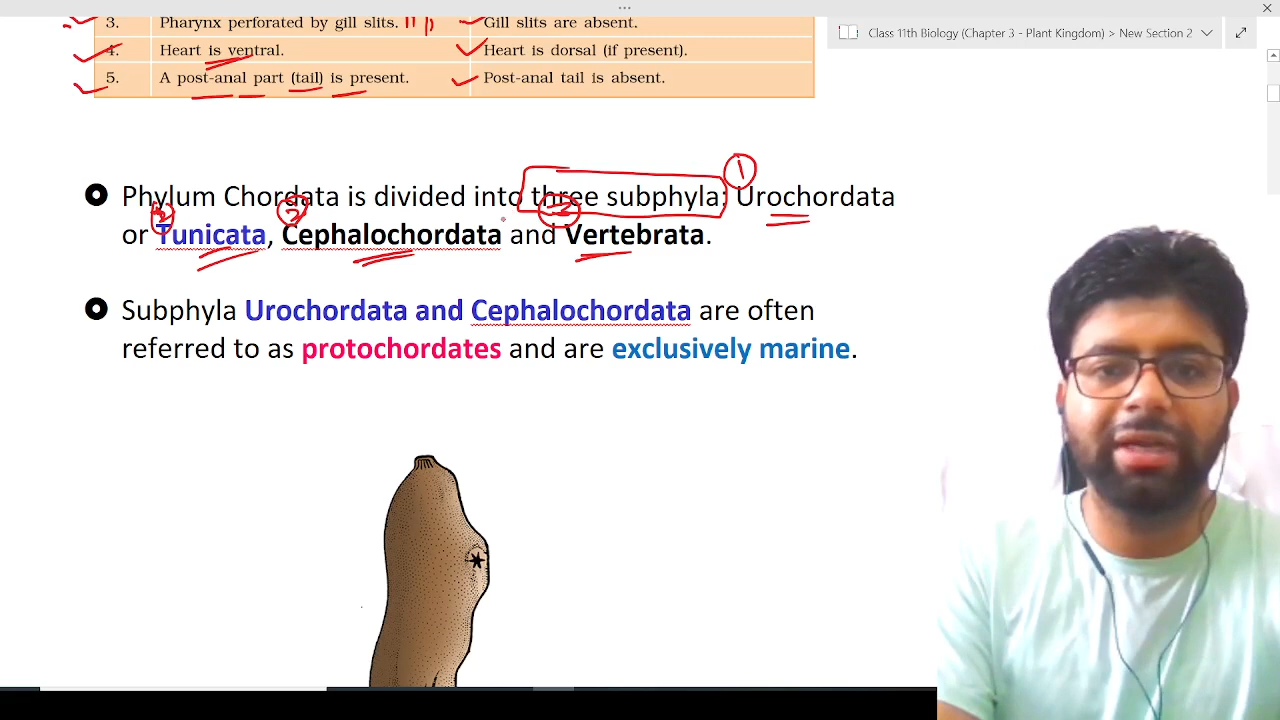 ...
Class 11th Biology (Chapter 3 - Plant Kingdom) > New Section 2
3. Pharynx perforated by gill slits. Gill slits are absent.
4. Heart is ventral. Heart is dorsal (if present).
5. A post-anal part (tail) is present. Post-anal tail is absent.
1
Phylum Chordata is divided into three subphyla: Urochordata
or Tunicata, Cephalochordata and Vertebrata.
Subphyla Urochordata and Cephalochordata are often
referred to as protochordates and are exclusively marine.